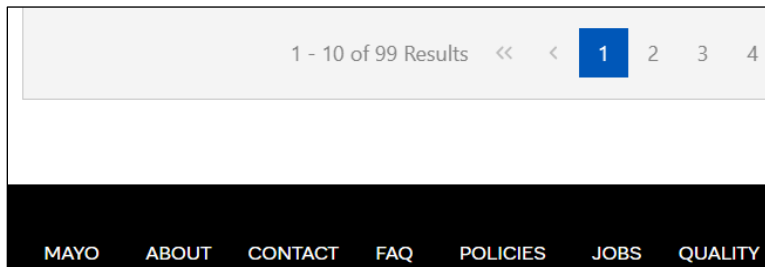 1 - 10 of 99 Results « < 1 2 3 4
MAYO ABOUT CONTACT FAQ POLICIES JOBS QUALITY